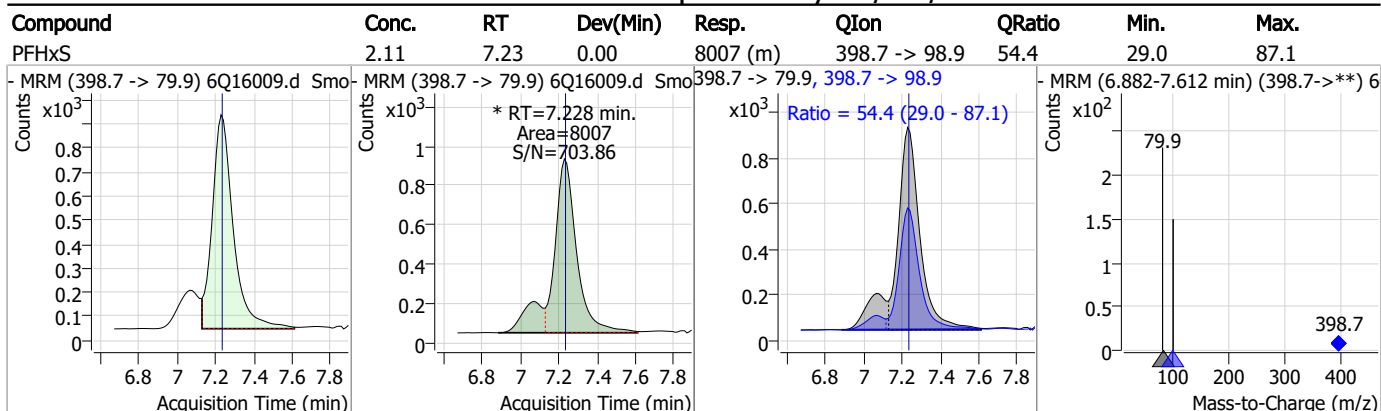 Compound Conc. RT Dev(Min) Resp. QIon QRatio Min. Max.
PFHxS 2.11 7.23 0.00 8007 (m) 398.7 -> 98.9 54.4 29.0 87.1
- MRM (398.7 -> 79.9) 6Q16009.d Smo
Counts
x10³
0.8
0.7
0.6
0.5
0.4
0.3
0.2
0.1
0
6.8 7 7.2 7.4 7.6 7.8
Acquisition Time (min)
- MRM (398.7 -> 79.9) 6Q16009.d Smo
Counts
x10³
* RT=7.228 min.
Area=8007
S/N=703.86
1
0.8
0.6
0.4
0.2
0
6.8 7 7.2 7.4 7.6 7.8
Acquisition Time (min)
398.7 -> 79.9, 398.7 -> 98.9
x10³
Ratio = 54.4 (29.0 - 87.1)
0.8
0.6
0.4
0.2
0
6.8 7 7.2 7.4 7.6 7.8
Acquisition Time (min)
- MRM (6.882-7.612 min) (398.7->**) 6
Counts
x10²
79.9
2
1.5
1
0.5
398.7
0
100 200 300 400
Mass-to-Charge (m/z)